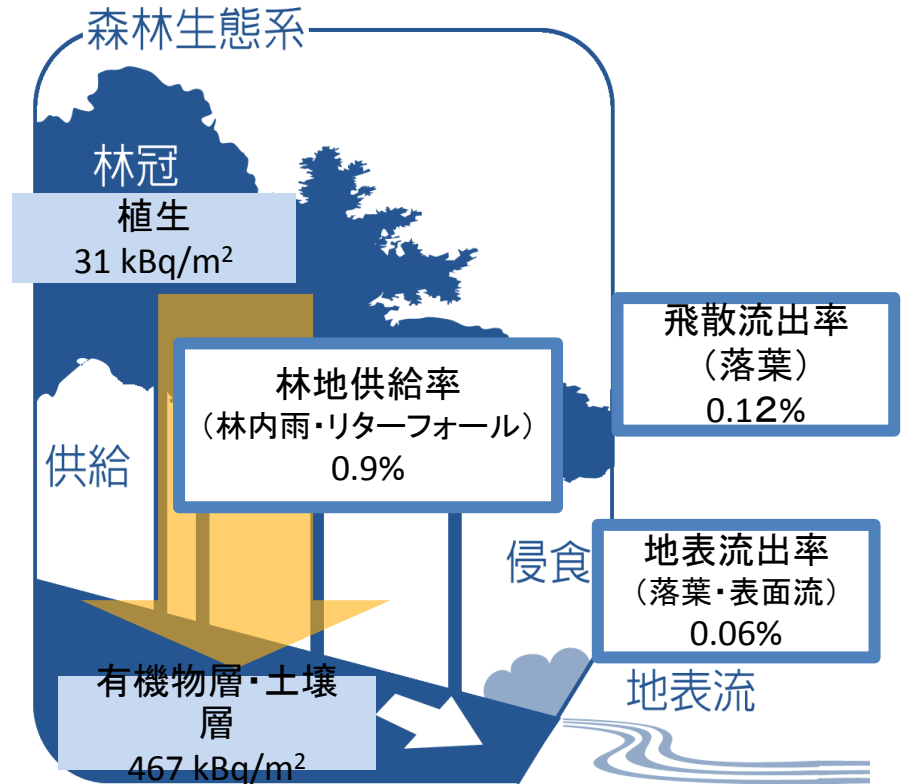 森林生態系
林冠
植生
31 kBq/m²
飛散流出率
（落葉）
0.12%
林地供給率
（林内雨・リターフォール）
0.9%
供給
侵食
地表流出率
（落葉・表面流）
0.06%
有機物層・土壌
層
467 kBq/m²
地表流